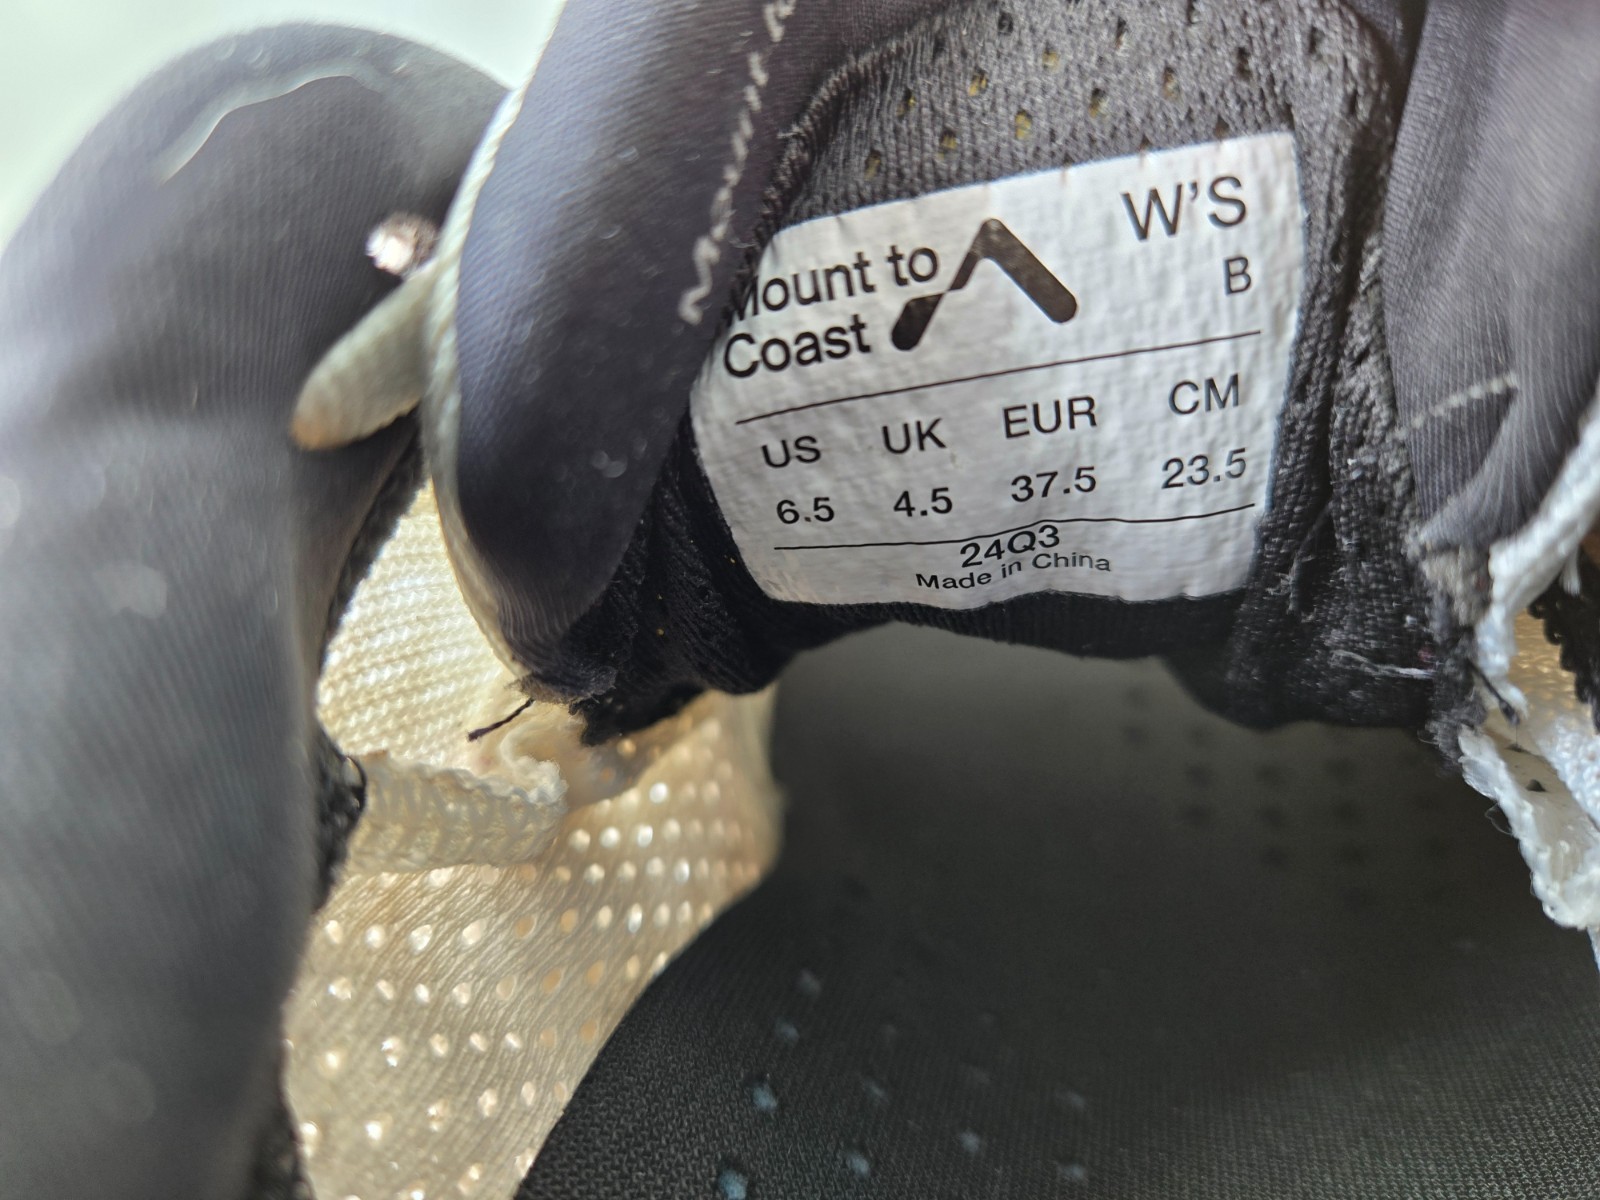 Mount to
Coast
W'S
B
US UK EUR CM
6.5 4.5 37.5 23.5
24Q3
Made in China